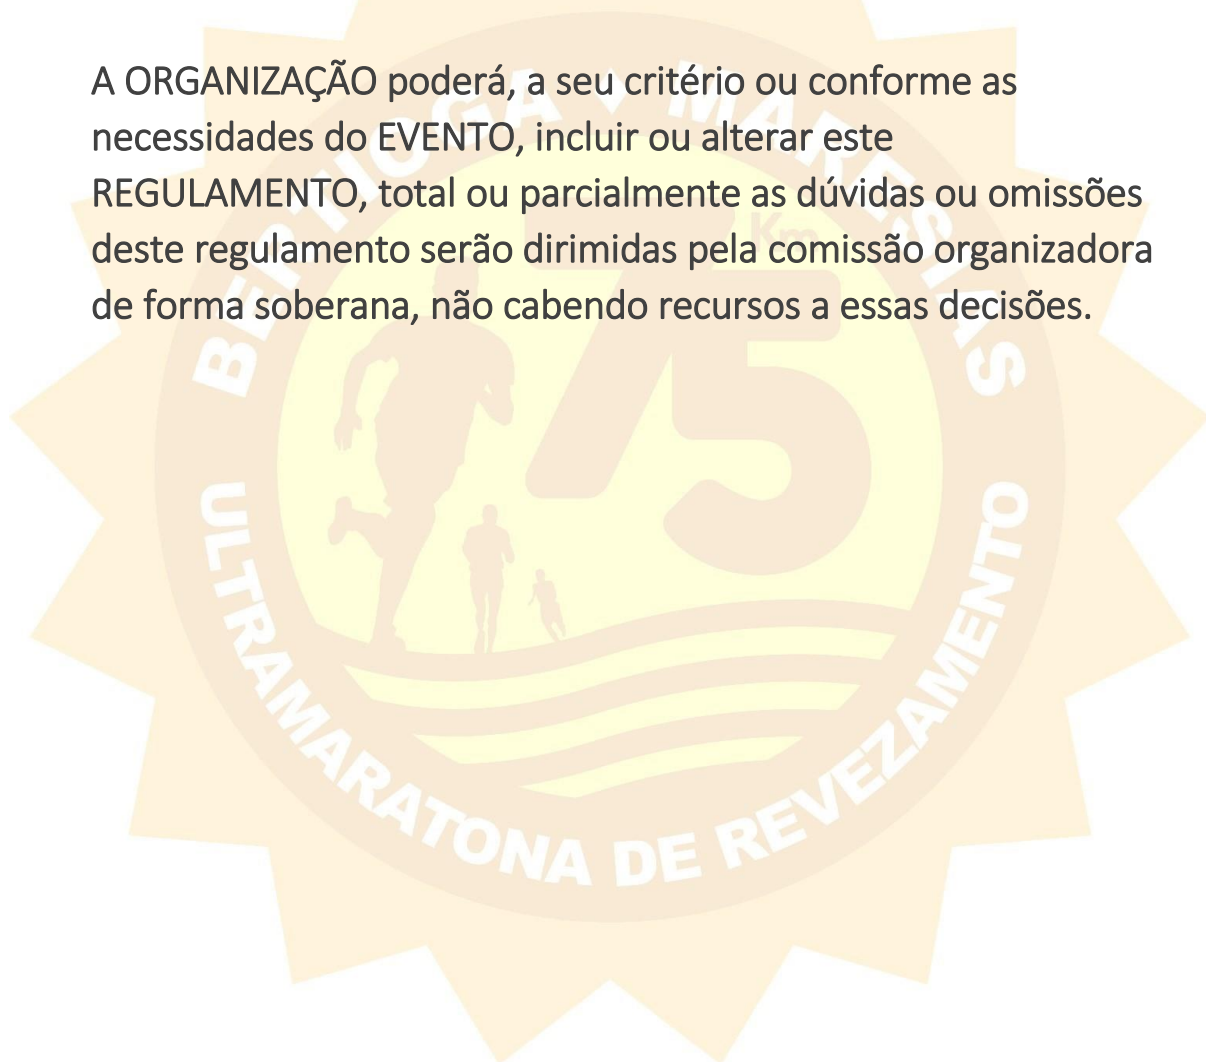 A ORGANIZAÇÃO poderá, a seu critério ou conforme as
necessidades do EVENTO, incluir ou alterar este
REGULAMENTO, total ou parcialmente as dúvidas ou omissões
deste regulamento serão dirimidas pela comissão organizadora
de forma soberana, não cabendo recursos a essas decisões.
BERTIOGA ♦ MARESIAS
75 Km
ULTRAMARATONA DE REVEZAMENTO